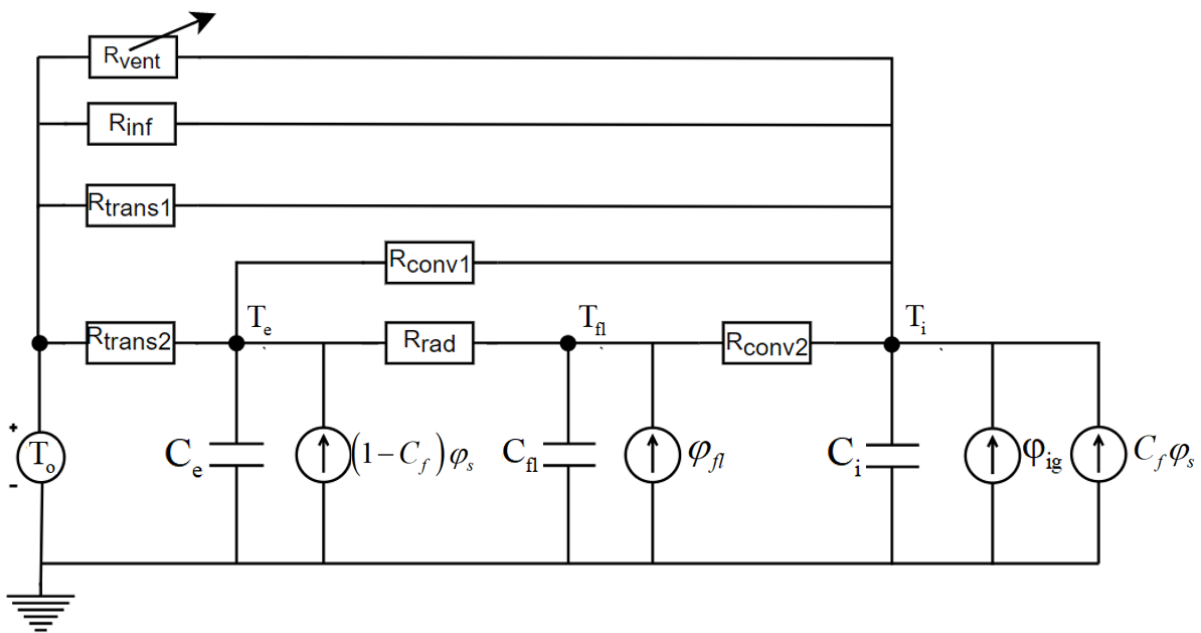 Rvent
Rinf
Rtrans1
Rconv1
Rtrans2
Te
Rrad
Tfl
Rconv2
Ti
+
To
-
Ce
(1−Cf)φs
Cfl
φfl
Ci
φig
Cfφs